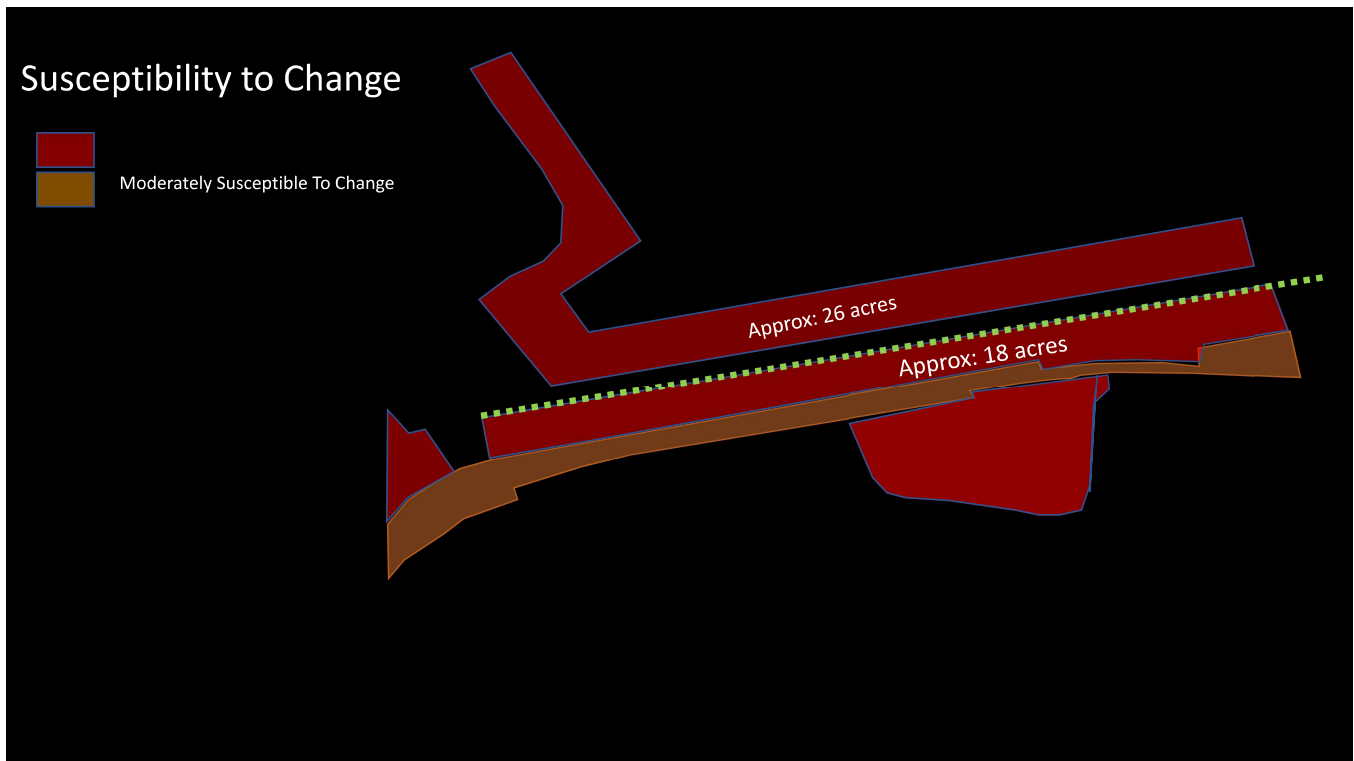 Susceptibility to Change
Moderately Susceptible To Change
Approx: 26 acres
Approx: 18 acres